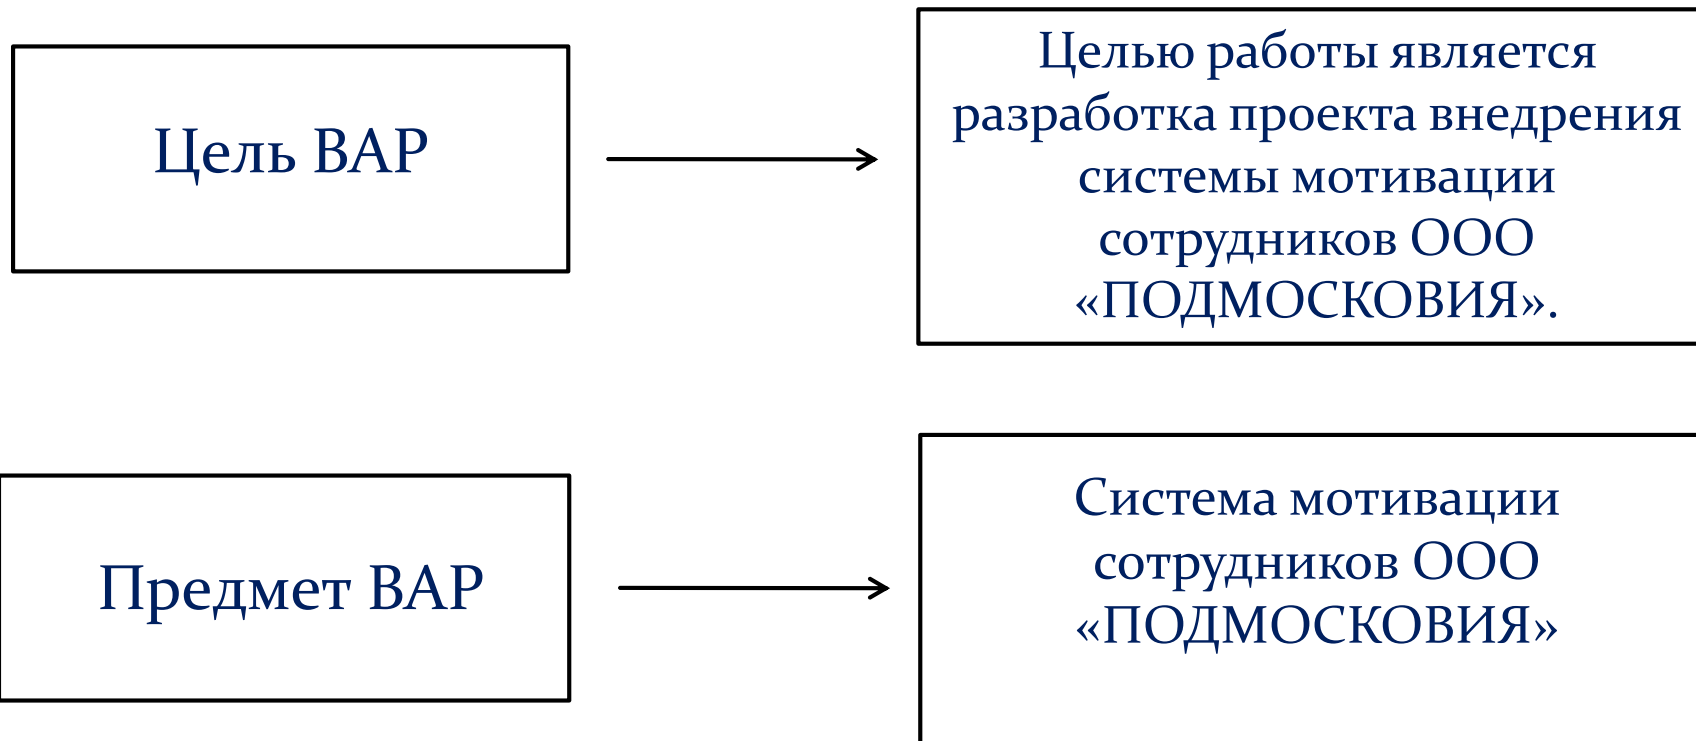 Цель ВАР
Целью работы является
разработка проекта внедрения
системы мотивации
сотрудников ООО
«ПОДМОСКОВИЯ».
Предмет ВАР
Система мотивации
сотрудников ООО
«ПОДМОСКОВИЯ»